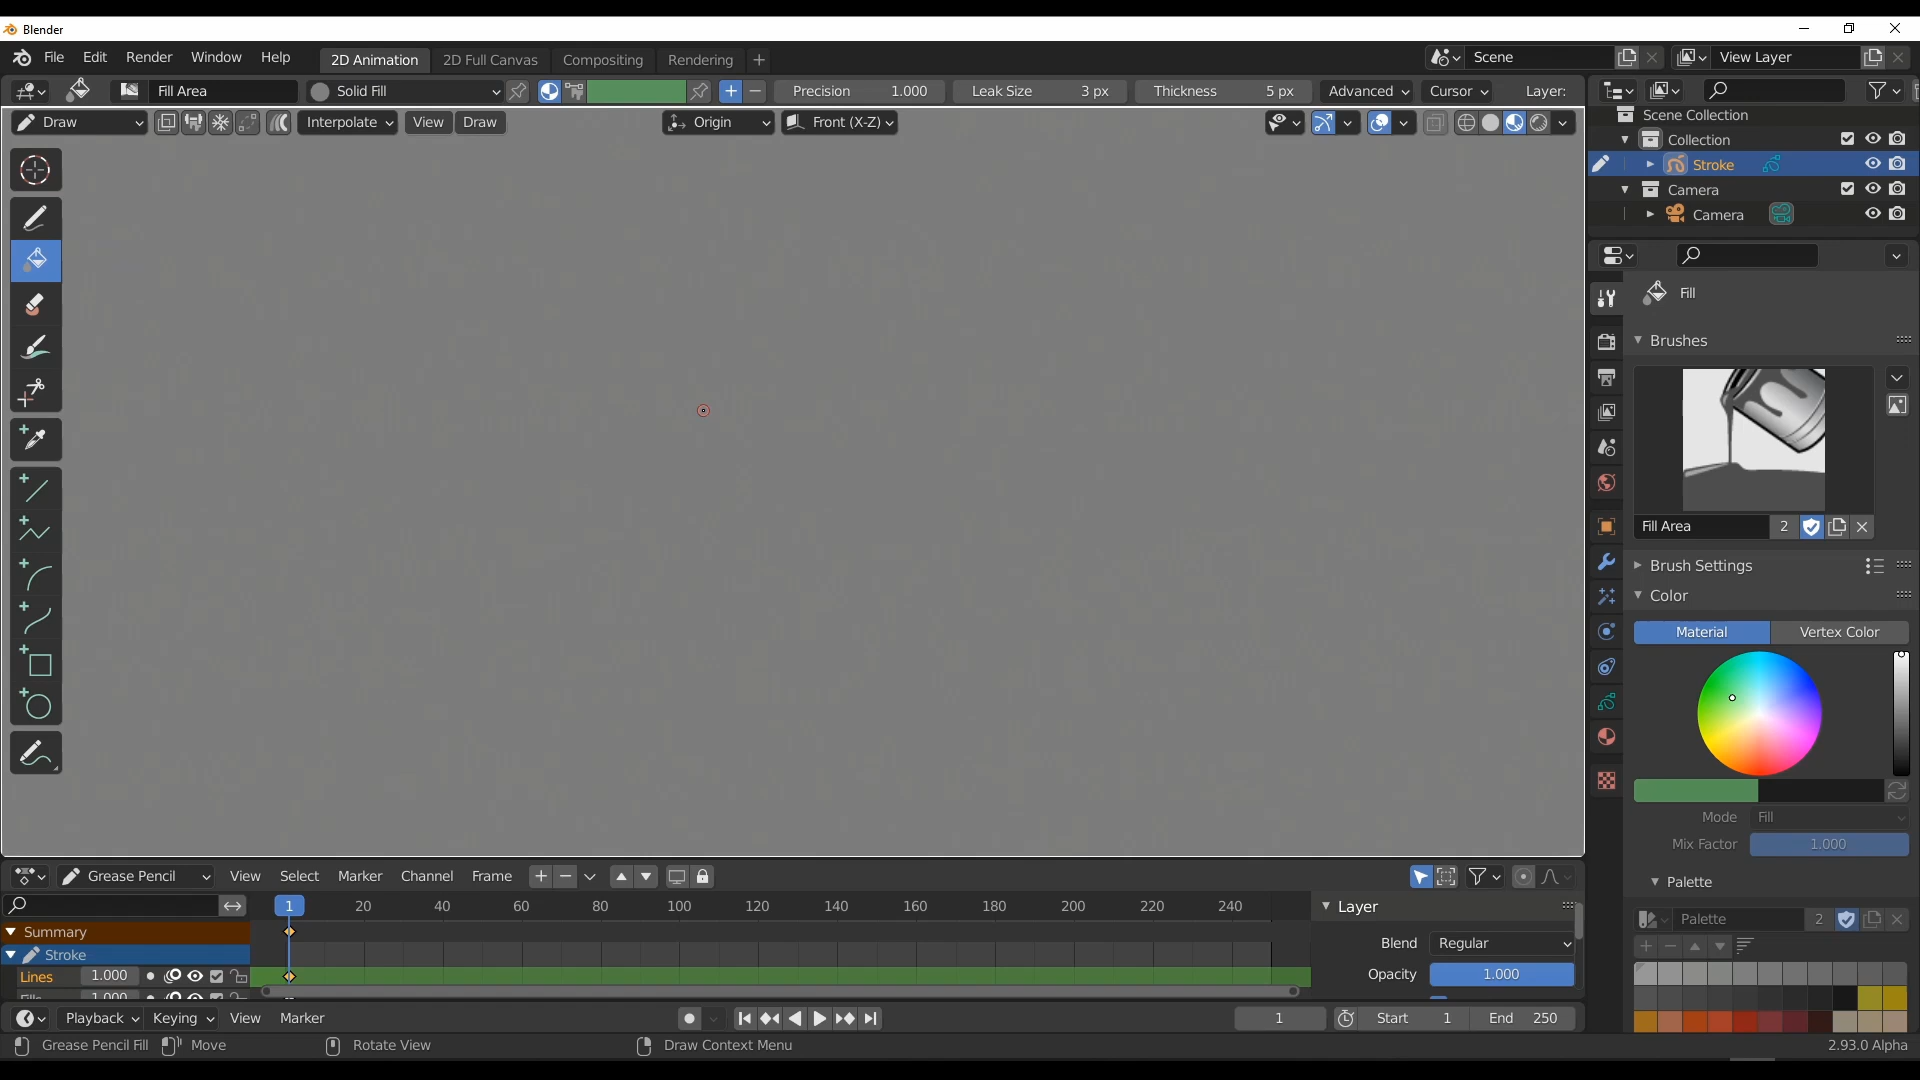 Blender
File Edit Render Window Help 2D Animation 2D Full Canvas Compositing Rendering + Scene View Layer
Fill Area Solid Fill Precision 1.000 Leak Size 3 px Thickness 5 px Advanced Cursor Layer:
Draw Interpolate View Draw Origin Front (X-Z)
Scene Collection
Collection
Stroke
Camera
Camera
Fill
Brushes
Fill Area 2
Brush Settings
Color
Material Vertex Color
Mode Fill
Mix Factor 1.000
Palette
Palette 2
Grease Pencil View Select Marker Channel Frame
1 20 40 60 80 100 120 140 160 180 200 220 240
Layer
Summary
Blend Regular
Stroke
Lines 1.000
Opacity 1.000
Fills 1.000
Playback Keying View Marker 1 Start 1 End 250
Grease Pencil Fill Move Rotate View Draw Context Menu 2.93.0 Alpha